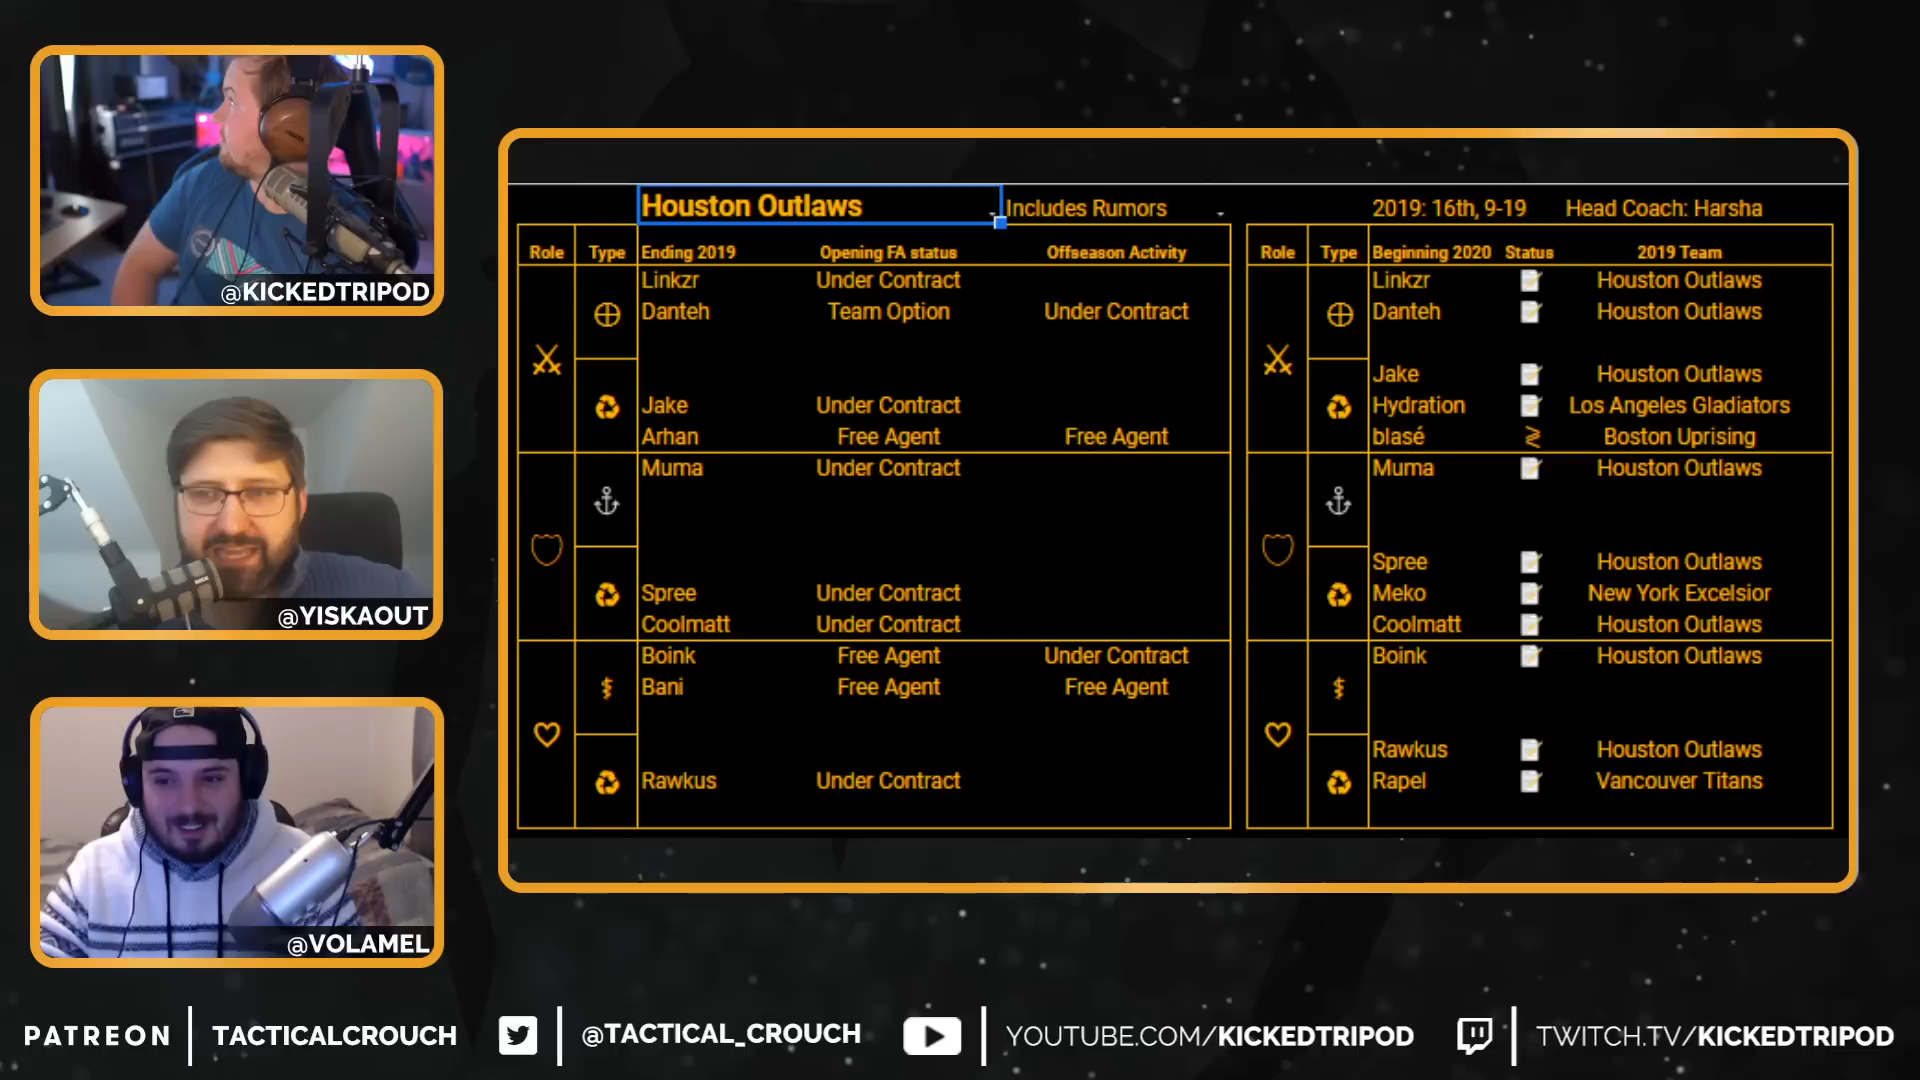 @KICKEDTRIPOD
@YISKAOUT
@VOLAMEL
Houston Outlaws Includes Rumors 2019: 16th, 9-19 Head Coach: Harsha
Role Type Ending 2019 Opening FA status Offseason Activity
Linkzr Under Contract
Danteh Team Option Under Contract
Jake Under Contract
Arhan Free Agent Free Agent
Muma Under Contract
Spree Under Contract
Coolmatt Under Contract
Boink Free Agent Under Contract
Bani Free Agent Free Agent
Rawkus Under Contract
Role Type Beginning 2020 Status 2019 Team
Linkzr Houston Outlaws
Danteh Houston Outlaws
Jake Houston Outlaws
Hydration Los Angeles Gladiators
blasé Boston Uprising
Muma Houston Outlaws
Spree Houston Outlaws
Meko New York Excelsior
Coolmatt Houston Outlaws
Boink Houston Outlaws
Rawkus Houston Outlaws
Rapel Vancouver Titans
PATREON TACTICALCROUCH @TACTICAL_CROUCH YOUTUBE.COM/KICKEDTRIPOD TWITCH.TV/KICKEDTRIPOD